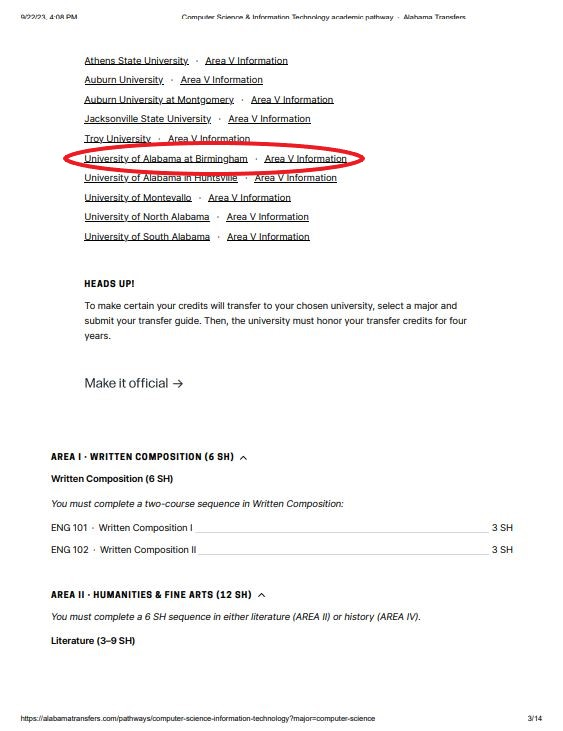 9/22/23, 4:08 PM Computer Science & Information Technology academic pathway · Alabama Transfers
Athens State University · Area V Information
Auburn University · Area V Information
Auburn University at Montgomery · Area V Information
Jacksonville State University · Area V Information
Troy University · Area V Information
University of Alabama at Birmingham · Area V Information
University of Alabama in Huntsville · Area V Information
University of Montevallo · Area V Information
University of North Alabama · Area V Information
University of South Alabama · Area V Information
HEADS UP!
To make certain your credits will transfer to your chosen university, select a major and
submit your transfer guide. Then, the university must honor your transfer credits for four
years.
Make it official →
AREA I · WRITTEN COMPOSITION (6 SH)
Written Composition (6 SH)
You must complete a two-course sequence in Written Composition:
ENG 101 · Written Composition I 3 SH
ENG 102 · Written Composition II 3 SH
AREA II · HUMANITIES & FINE ARTS (12 SH)
You must complete a 6 SH sequence in either literature (AREA II) or history (AREA IV).
Literature (3–9 SH)
https://alabamatransfers.com/pathways/computer-science-information-technology?major=computer-science 3/14